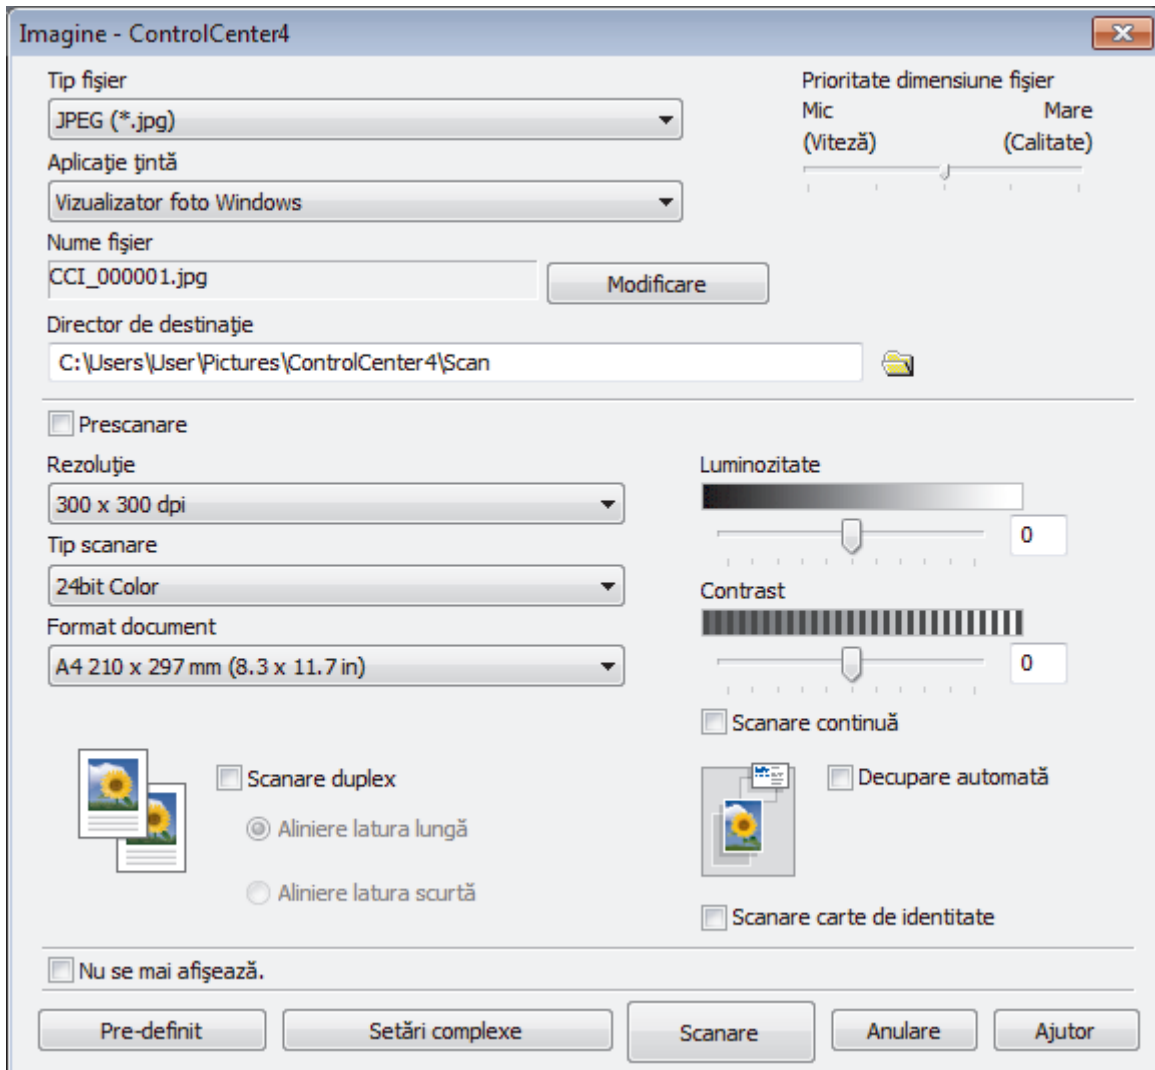 Imagine - ControlCenter4
Tip fişier
JPEG (*.jpg)
Aplicaţie ţintă
Vizualizator foto Windows
Nume fişier
CCI_000001.jpg
Modificare
Director de destinaţie
C:\Users\User\Pictures\ControlCenter4\Scan
Prioritate dimensiune fişier
Mic Mare
(Viteză) (Calitate)
Prescanare
Rezoluţie
300 x 300 dpi
Tip scanare
24bit Color
Format document
A4 210 x 297 mm (8.3 x 11.7 in)
Luminozitate
0
Contrast
0
Scanare continuă
Scanare duplex
Aliniere latura lungă
Aliniere latura scurtă
Decupare automată
Scanare carte de identitate
Nu se mai afişează.
Pre-definit Setări complexe Scanare Anulare Ajutor